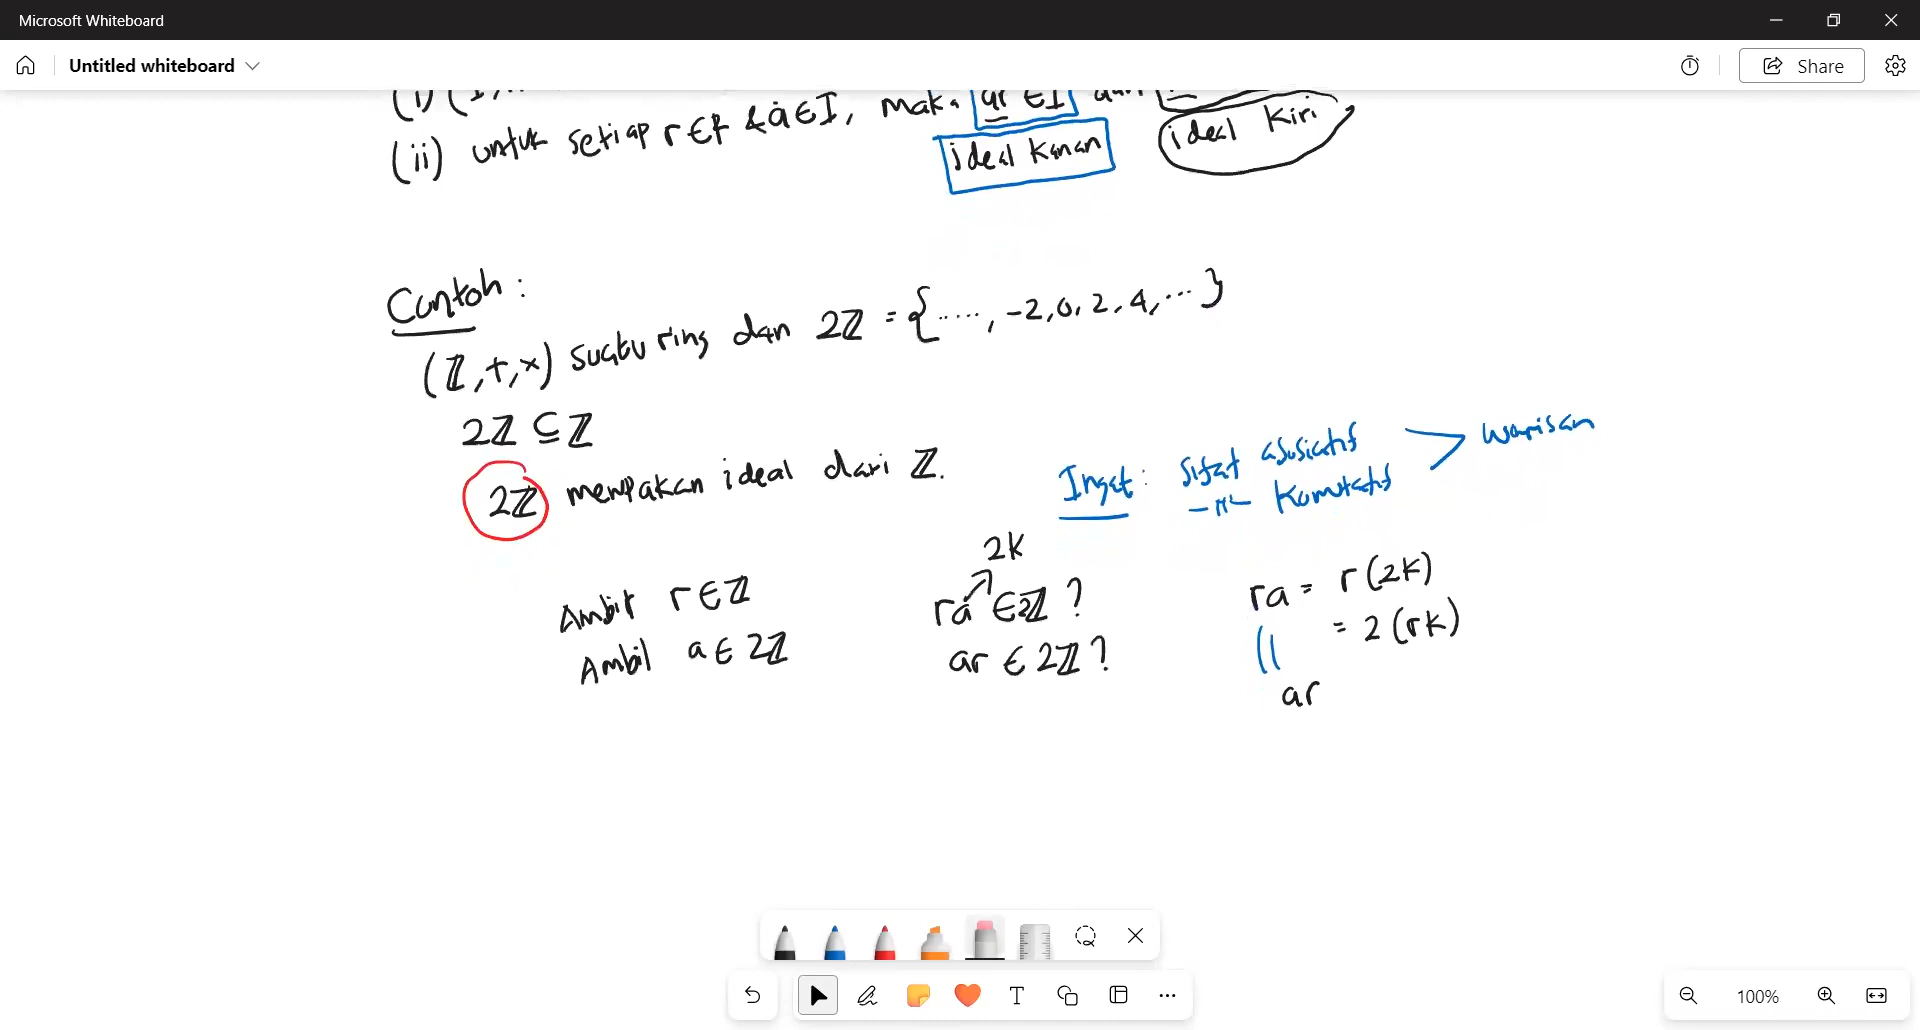 Microsoft Whiteboard
Untitled whiteboard
Share
(ii) untuk setiap r ∈ R & a ∈ I, maka ar ∈ I dan
ideal Kanan
ideal Kiri
Contoh :
(ℤ, +, ×) suatu ring dan 2ℤ = {....., -2, 0, 2, 4, ...}
2ℤ ⊆ ℤ
2ℤ merupakan ideal dari ℤ.
Ingat : Sifat asosiatif
-"- Komutatif
warisan
2k
Ambil r ∈ ℤ
ra ∈ 2ℤ ?
ra = r(2k)
= 2(rk)
Ambil a ∈ 2ℤ
ar ∈ 2ℤ ?
||
ar
100%